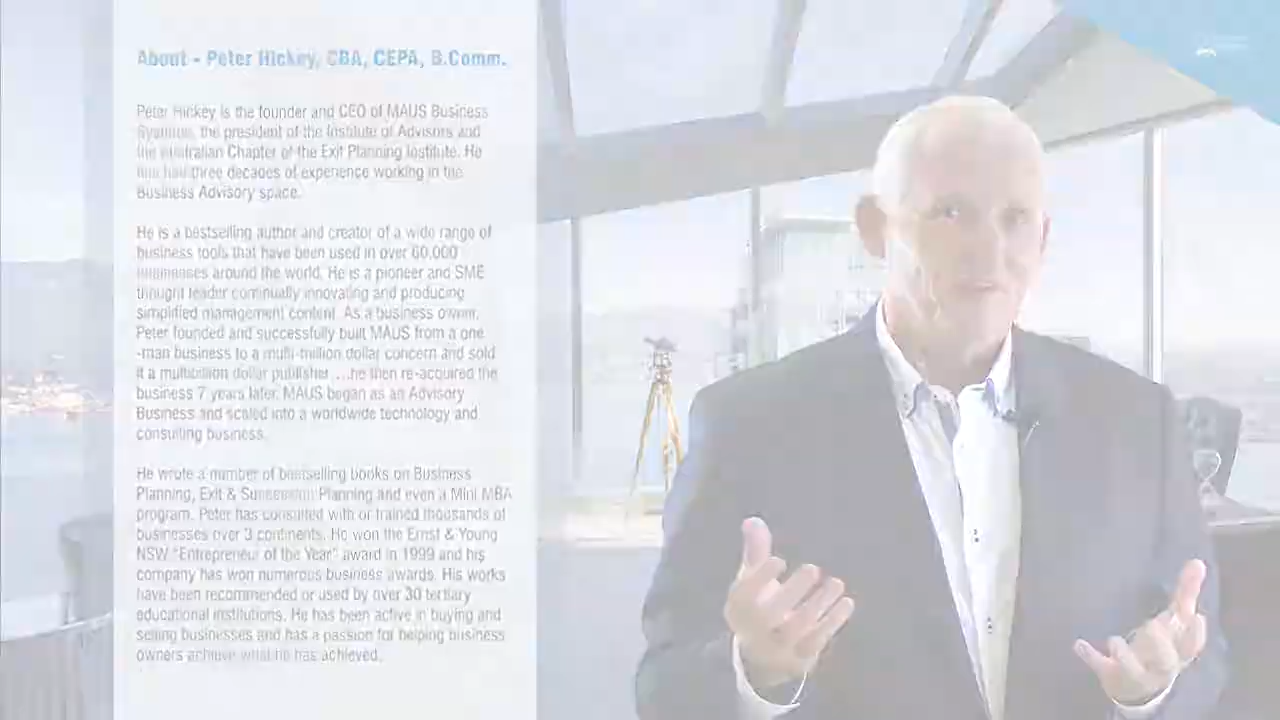 About - Peter Hickey, CBA, CEPA, B.Comm.
Peter Hickey is the founder and CEO of MAUS Business
Systems, the president of the Institute of Advisors and
the Australian Chapter of the Exit Planning Institute. He
has had three decades of experience working in the
Business Advisory space.
He is a bestselling author and creator of a wide range of
business tools that have been used in over 60,000
businesses around the world. He is a pioneer and SME
thought leader continually innovating and producing
simplified management content. As a business owner,
Peter founded and successfully built MAUS from a one
-man business to a multi-million dollar concern and sold
it a multibillion dollar publisher ....he then re-acquired the
business 7 years later. MAUS began as an Advisory
Business and scaled into a worldwide technology and
consulting business.
He wrote a number of bestselling books on Business
Planning, Exit & Succession Planning and even a Mini MBA
program. Peter has consulted with or trained thousands of
businesses over 3 continents. He won the Ernst & Young
NSW "Entrepreneur of the Year" award in 1999 and his
company has won numerous business awards. His works
have been recommended or used by over 30 tertiary
educational institutions. He has been active in buying and
selling businesses and has a passion for helping business
owners achieve what he has achieved.